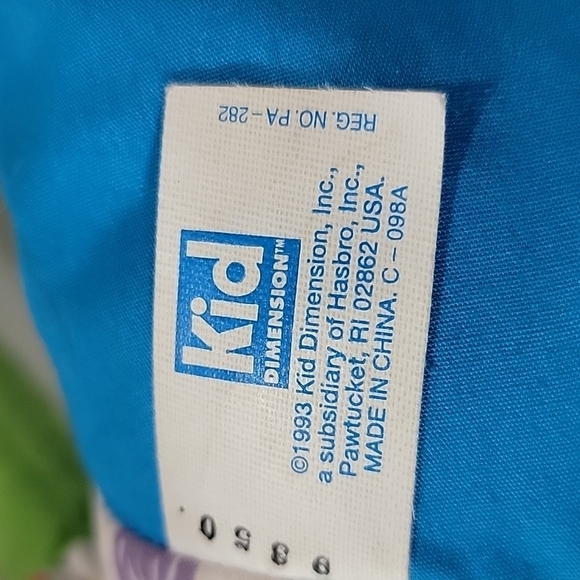 REG. NO. PA-282
Kid
DIMENSION™
©1993 Kid Dimension, Inc.,
a subsidiary of Hasbro, Inc.,
Pawtucket, RI 02862 USA.
MADE IN CHINA. C-098A